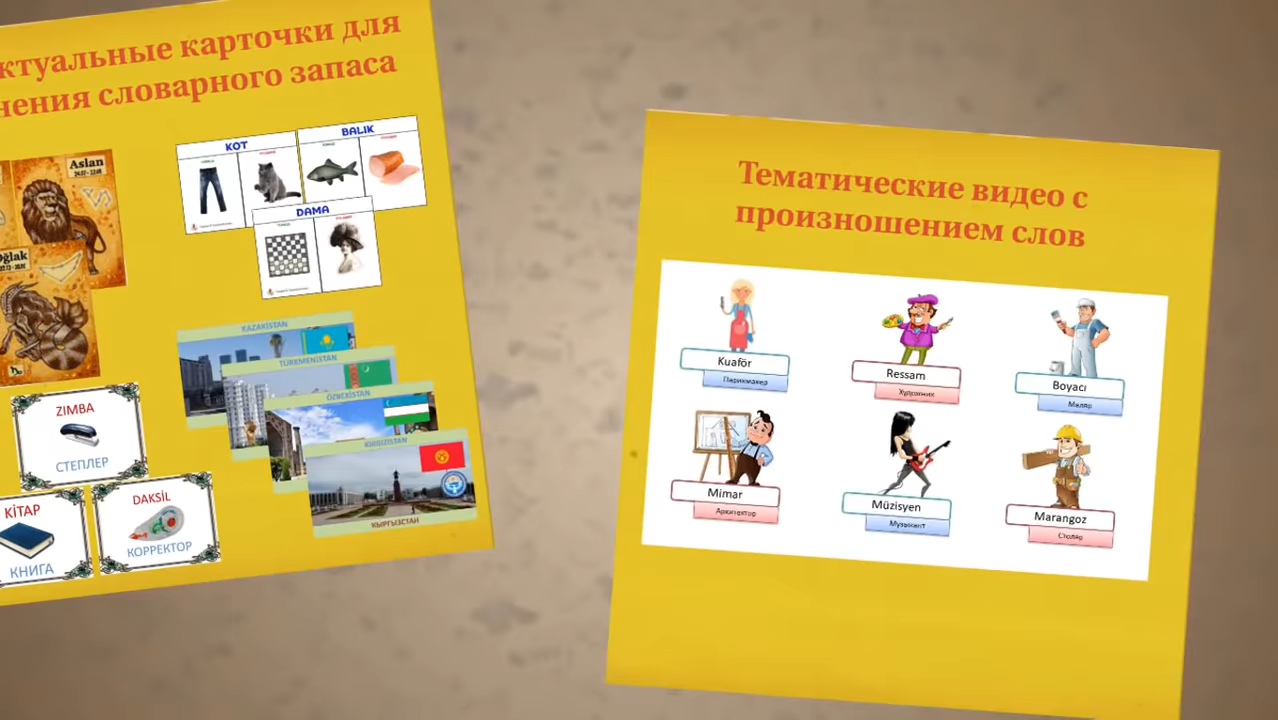 ктуальные карточки для
нения словарного запаса
Aslan
Oğlak
KOT
BALIK
DAMA
KAZAKİSTAN
TÜRKMENİSTAN
ÖZBEKİSTAN
KIRGIZİSTAN
КЫРГЫЗСТАН
ZIMBA
СТЕПЛЕР
KİTAP
КНИГА
DAKSİL
КОРРЕКТОР
Тематические видео с
произношением слов
Kuaför
Парикмахер
Ressam
Художник
Boyacı
Маляр
Mimar
Архитектор
Müzisyen
Музыкант
Marangoz
Столяр